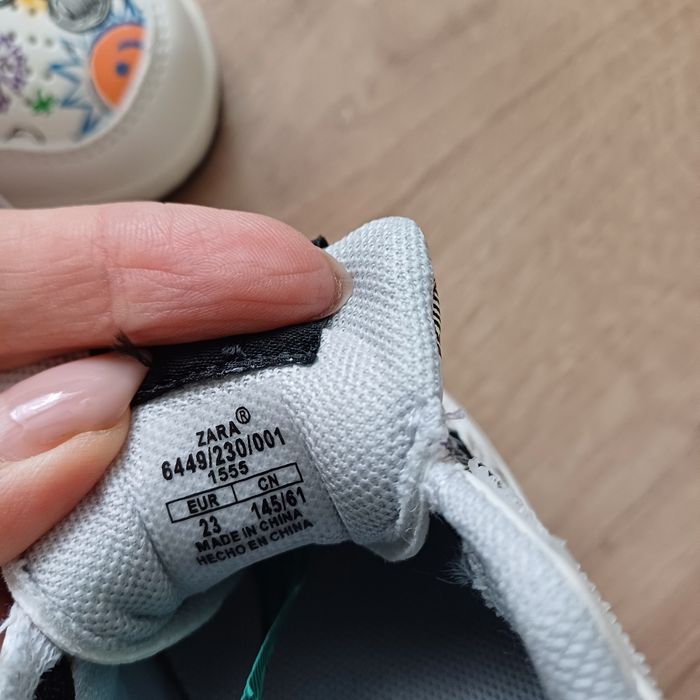 ZARA®
6449/230/001
1555
EUR CN
23 145/61
MADE IN CHINA
HECHO EN CHINA